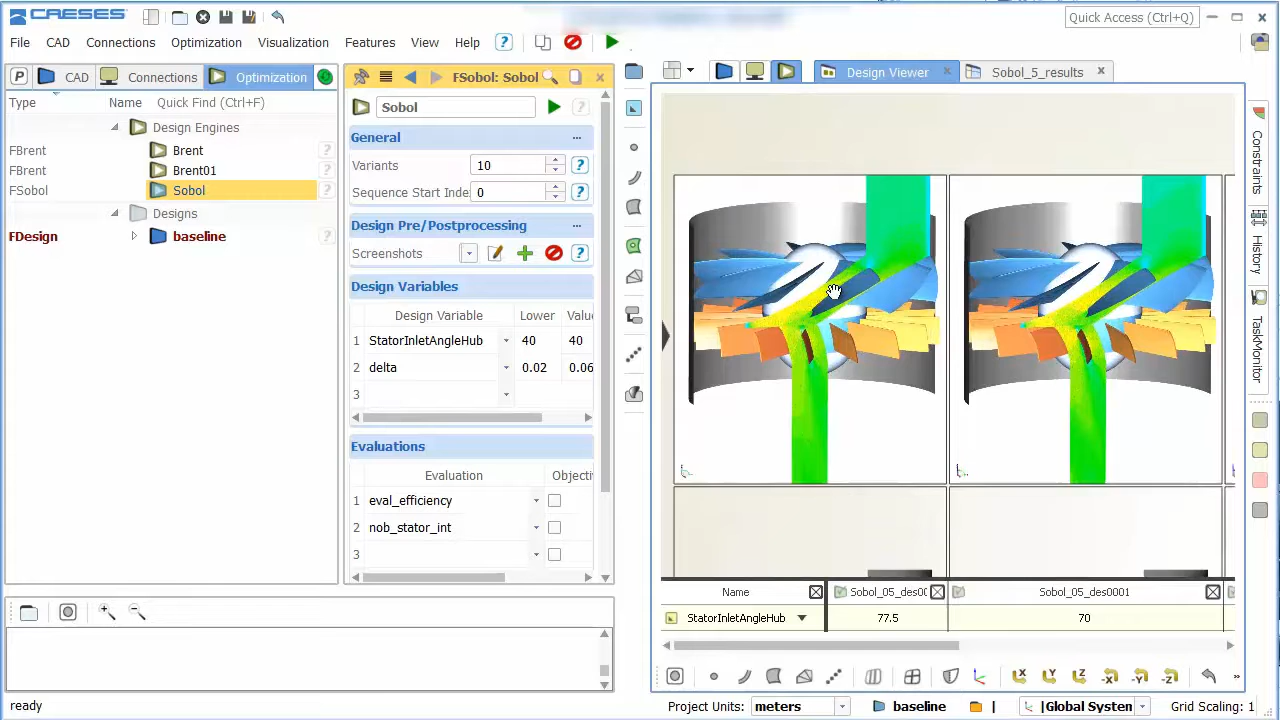 CAESES
Quick Access (Ctrl+Q)
File CAD Connections Optimization Visualization Features View Help ?
P CAD Connections Optimization
FSobol: Sobol
Design Viewer
Sobol_5_results
Type Name Quick Find (Ctrl+F)
Sobol ?
Design Engines
General ...
FBrent Brent ?
Variants 10 ?
FBrent Brent01 ?
FSobol Sobol ?
Sequence Start Inde 0 ?
Designs
Design Pre/Postprocessing ...
FDesign baseline ?
Screenshots ?
Design Variables
Design Variable Lower Value
1 StatorInletAngleHub 40 40
2 delta 0.02 0.06
3
Evaluations
Evaluation Objecti
1 eval_efficiency
2 nob_stator_int
3
Constraints
History
TaskMonitor
Name Sobol_05_des00 Sobol_05_des0001
StatorInletAngleHub 77.5 70
X Y Z -X -Y -Z »
ready
Project Units: meters baseline | |Global System Grid Scaling: 1